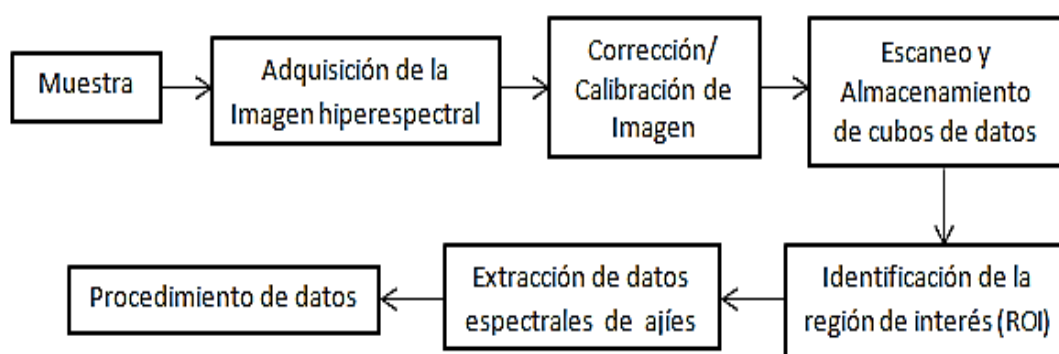 Muestra
Adquisición de la
Imagen hiperespectral
Corrección/
Calibración de
Imagen
Escaneo y
Almacenamiento
de cubos de datos
Identificación de la
región de interés (ROI)
Extracción de datos
espectrales de ajíes
Procedimiento de datos